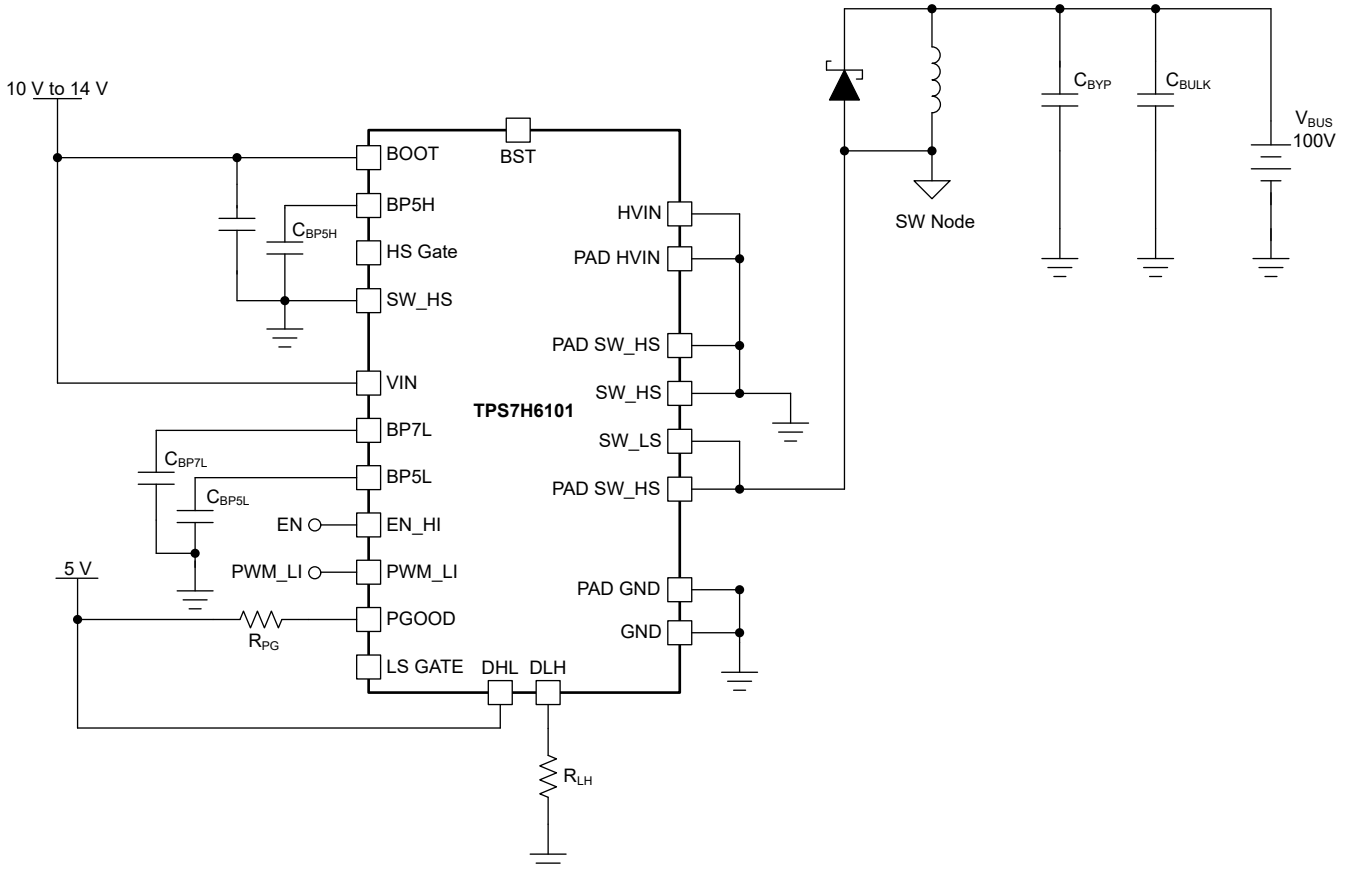 10 V to 14 V
BOOT
BP5H
C_BP5H
HS Gate
SW_HS
VIN
BP7L
C_BP7L
BP5L
C_BP5L
EN
EN_HI
PWM_LI
PWM_LI
5 V
PGOOD
R_PG
LS GATE
DHL
DLH
R_LH
BST
TPS7H6101
HVIN
PAD HVIN
PAD SW_HS
SW_HS
SW_LS
PAD SW_HS
PAD GND
GND
SW Node
C_BYP
C_BULK
V_BUS
100V